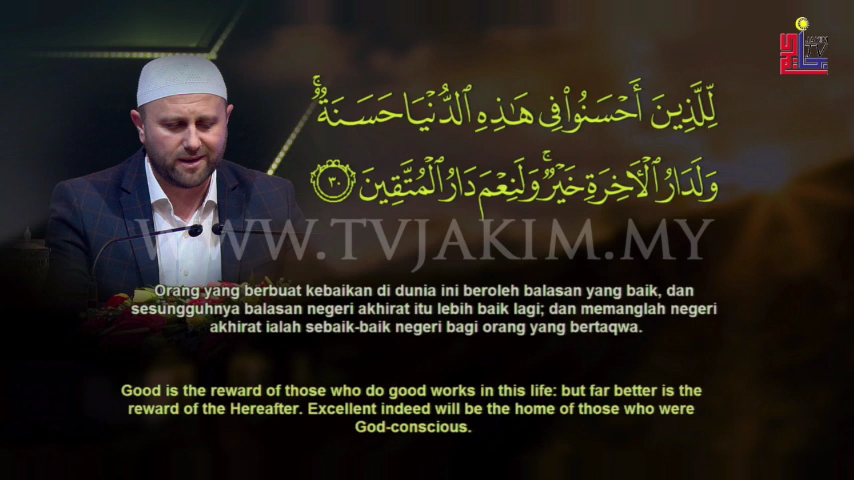 JAKIM
TV
لِّلَّذِينَ أَحْسَنُوا۟ فِى هَـٰذِهِ ٱلدُّنْيَا حَسَنَةٌ ۚ
وَلَدَارُ ٱلْـَٔاخِرَةِ خَيْرٌ ۚ وَلَنِعْمَ دَارُ ٱلْمُتَّقِينَ ٣٠
WWW.TVJAKIM.MY
Orang yang berbuat kebaikan di dunia ini beroleh balasan yang baik, dan
sesungguhnya balasan negeri akhirat itu lebih baik lagi; dan memanglah negeri
akhirat ialah sebaik-baik negeri bagi orang yang bertaqwa.
Good is the reward of those who do good works in this life: but far better is the
reward of the Hereafter. Excellent indeed will be the home of those who were
God-conscious.